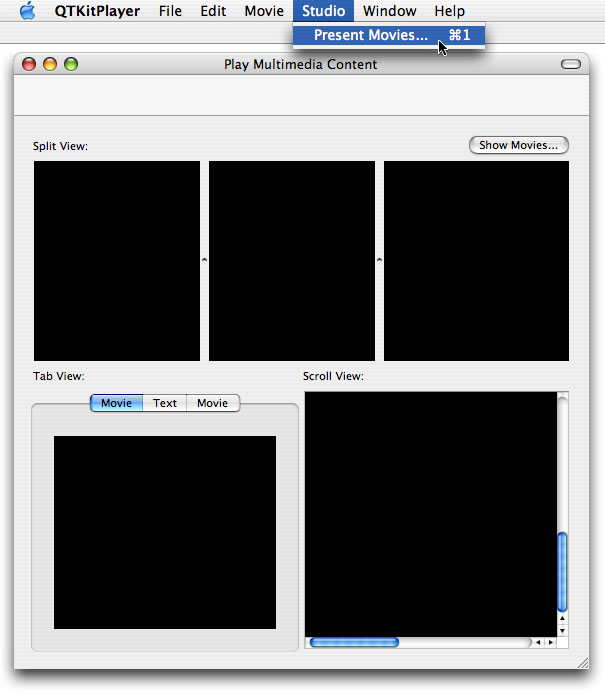 QTKitPlayer File Edit Movie Studio Window Help
Present Movies... ⌘1
Play Multimedia Content
Split View:
Show Movies...
Tab View:
Scroll View:
Movie Text Movie